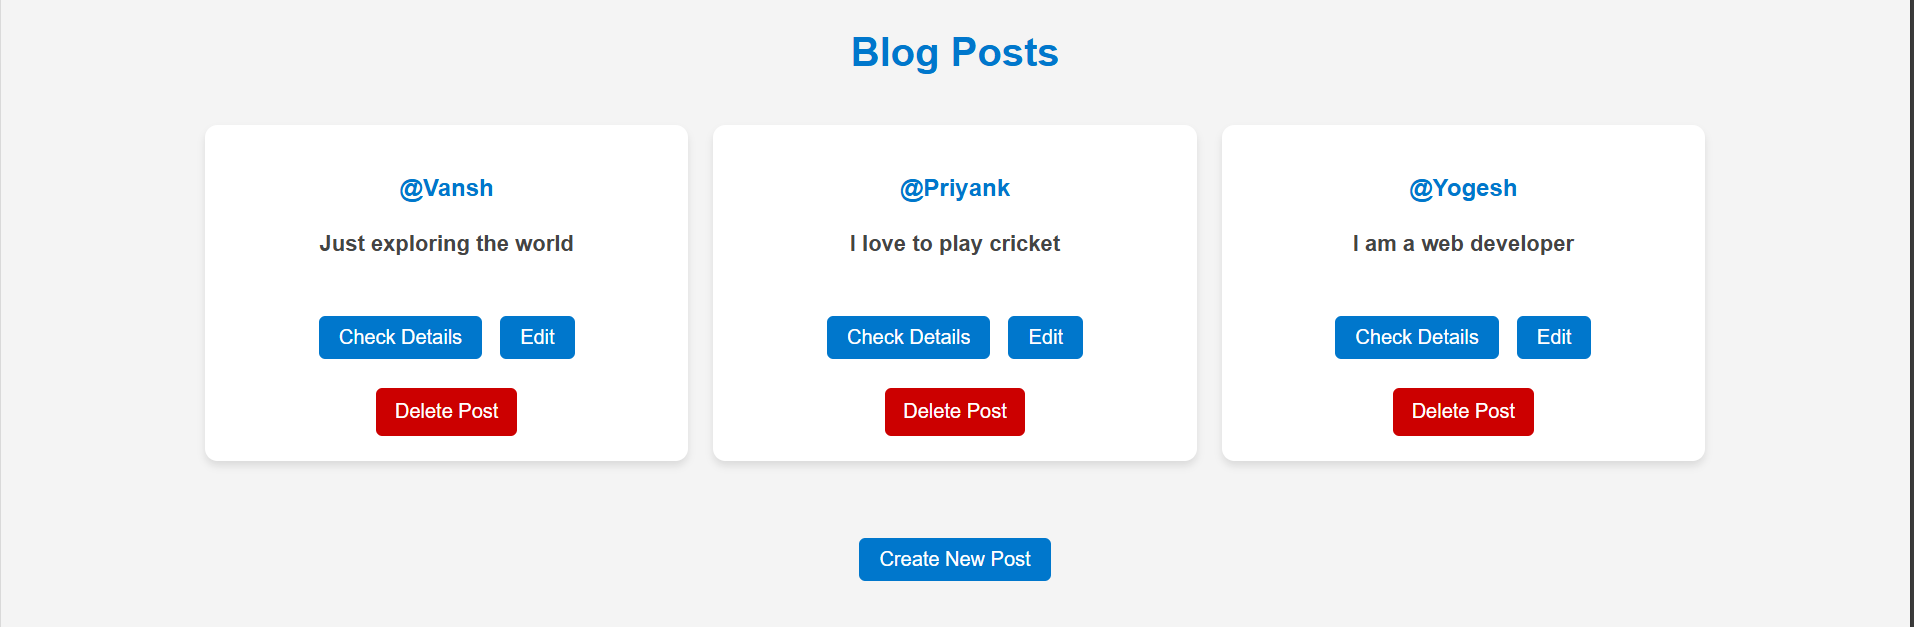 Blog Posts
@Vansh
Just exploring the world
Check Details
Edit
Delete Post
@Priyank
I love to play cricket
Check Details
Edit
Delete Post
@Yogesh
I am a web developer
Check Details
Edit
Delete Post
Create New Post